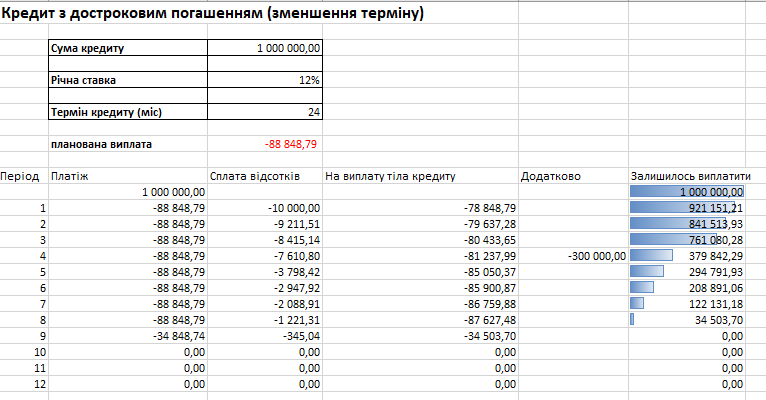 Кредит з достроковим погашенням (зменшення терміну)
Сума кредиту 1 000 000,00
Річна ставка 12%
Термін кредиту (міс) 24
планована виплата -88 848,79
Період Платіж Сплата відсотків На виплату тіла кредиту Додатково Залишилось виплатити
1 000 000,00 1 000 000,00
1 -88 848,79 -10 000,00 -78 848,79 921 151,21
2 -88 848,79 -9 211,51 -79 637,28 841 513,93
3 -88 848,79 -8 415,14 -80 433,65 761 080,28
4 -88 848,79 -7 610,80 -81 237,99 -300 000,00 379 842,29
5 -88 848,79 -3 798,42 -85 050,37 294 791,93
6 -88 848,79 -2 947,92 -85 900,87 208 891,06
7 -88 848,79 -2 088,91 -86 759,88 122 131,18
8 -88 848,79 -1 221,31 -87 627,48 34 503,70
9 -34 848,74 -345,04 -34 503,70 0,00
10 0,00 0,00 0,00 0,00
11 0,00 0,00 0,00 0,00
12 0,00 0,00 0,00 0,00